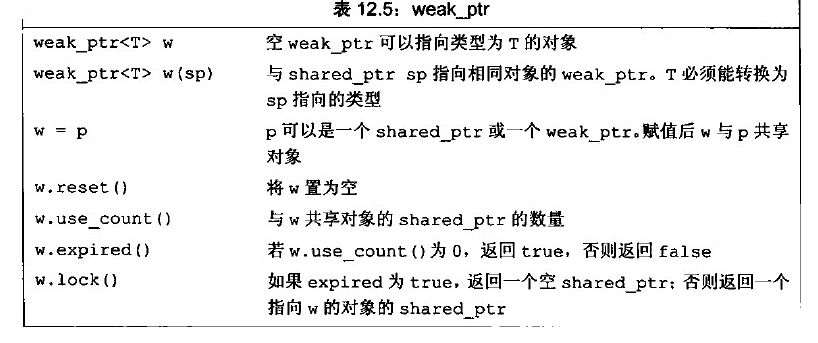 表 12.5：weak_ptr
weak_ptr<T> w 空 weak_ptr 可以指向类型为 T 的对象
weak_ptr<T> w(sp) 与 shared_ptr sp 指向相同对象的 weak_ptr。T 必须能转换为
sp 指向的类型
w = p p 可以是一个 shared_ptr 或一个 weak_ptr。赋值后 w 与 p 共享
对象
w.reset() 将 w 置为空
w.use_count() 与 w 共享对象的 shared_ptr 的数量
w.expired() 若 w.use_count()为 0，返回 true，否则返回 false
w.lock() 如果 expired 为 true，返回一个空 shared_ptr；否则返回一个
指向 w 的对象的 shared_ptr